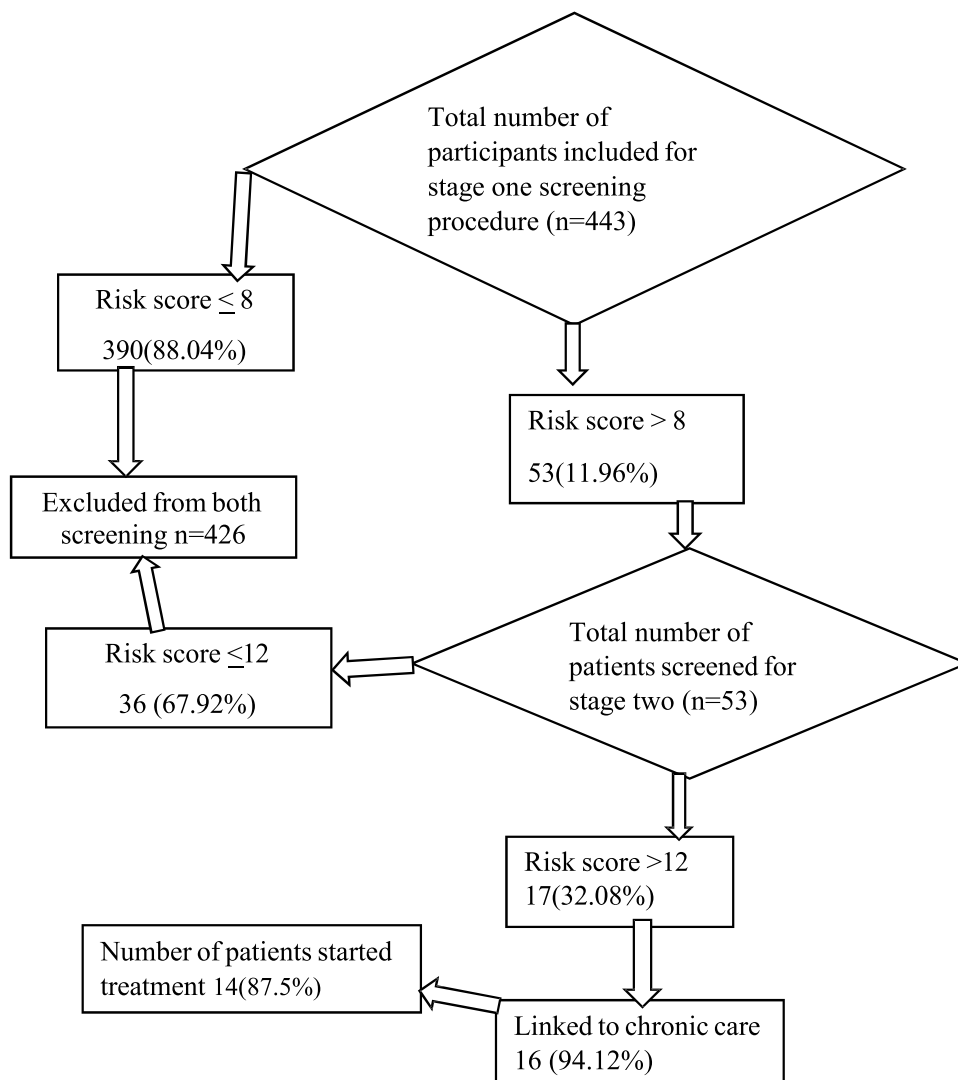 Total number of
participants included for
stage one screening
procedure (n=443)
Risk score ≤ 8
390(88.04%)
Risk score > 8
53(11.96%)
Excluded from both
screening n=426
Total number of
patients screened for
stage two (n=53)
Risk score ≤12
36 (67.92%)
Risk score >12
17(32.08%)
Number of patients started
treatment 14(87.5%)
Linked to chronic care
16 (94.12%)